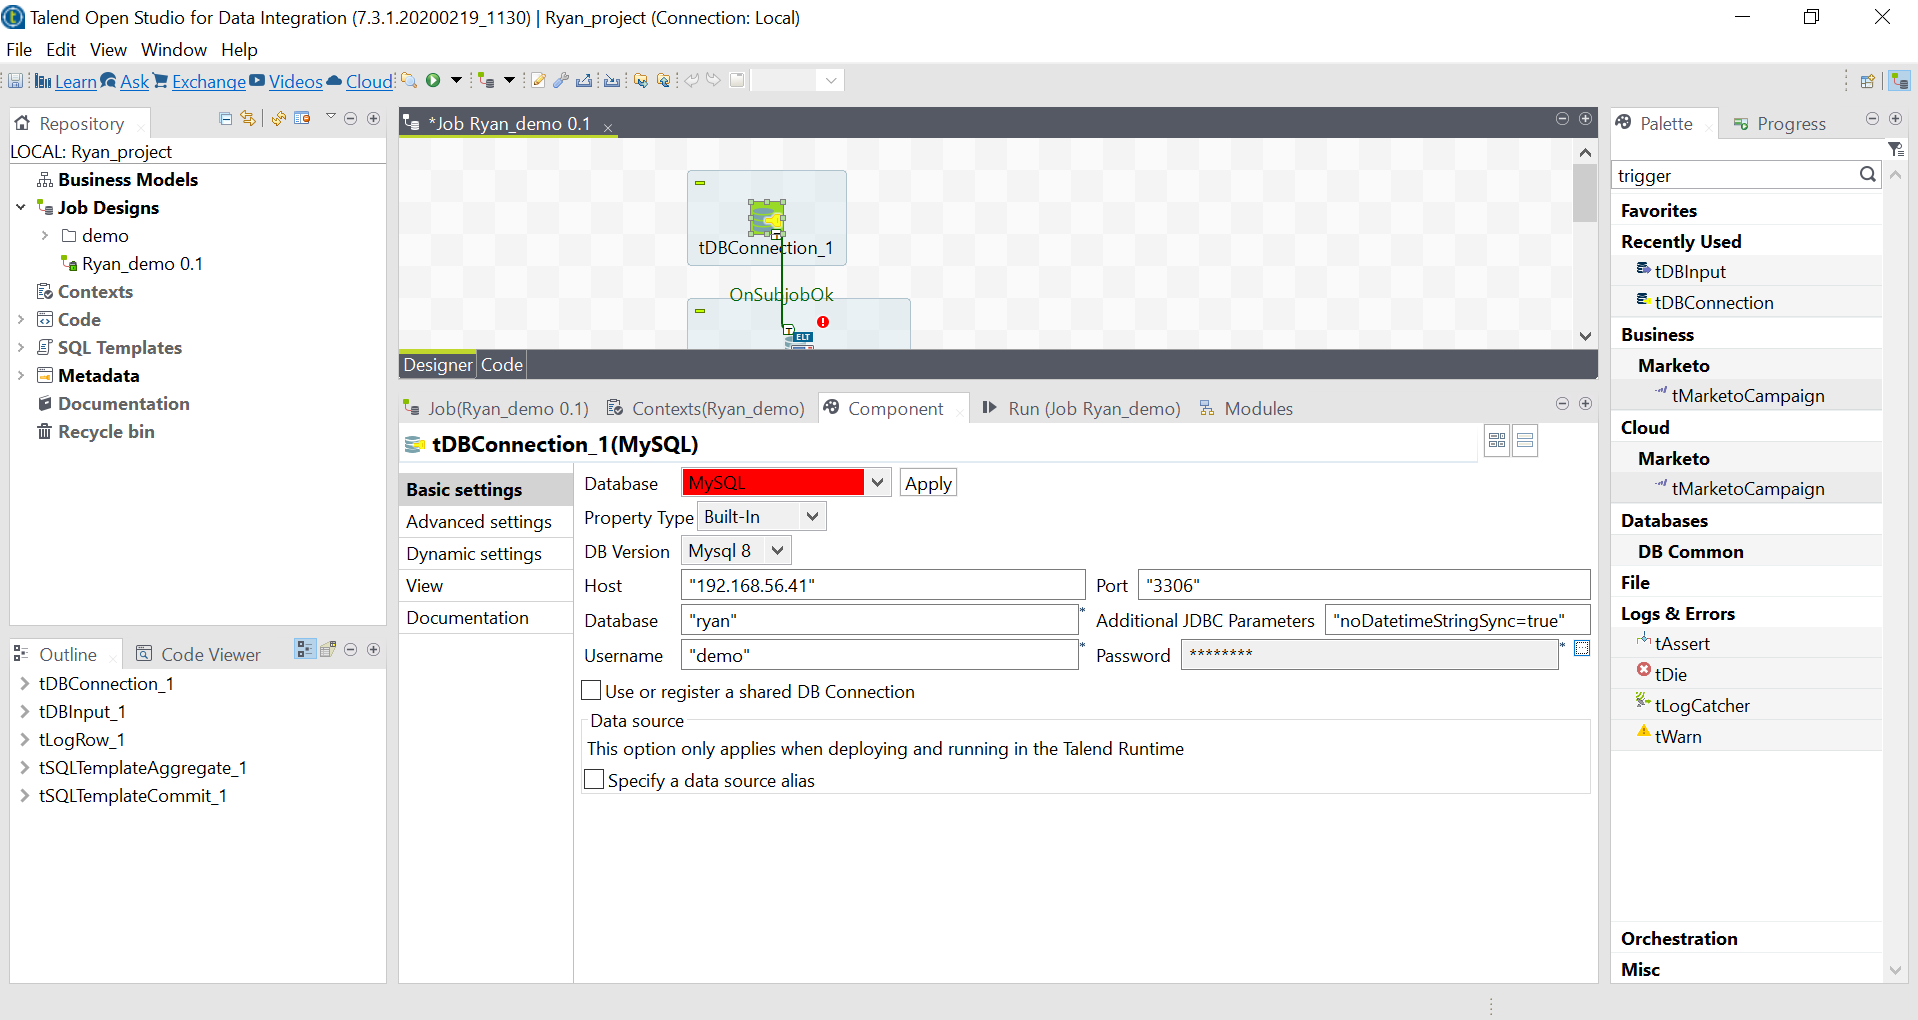 Talend Open Studio for Data Integration (7.3.1.20200219_1130) | Ryan_project (Connection: Local)
File Edit View Window Help
Learn Ask Exchange Videos Cloud
Repository
LOCAL: Ryan_project
Business Models
Job Designs
demo
Ryan_demo 0.1
Contexts
Code
SQL Templates
Metadata
Documentation
Recycle bin
Outline Code Viewer
tDBConnection_1
tDBInput_1
tLogRow_1
tSQLTemplateAggregate_1
tSQLTemplateCommit_1
*Job Ryan_demo 0.1
tDBConnection_1
OnSubjobOk
ELT
Designer Code
Job(Ryan_demo 0.1) Contexts(Ryan_demo) Component Run (Job Ryan_demo) Modules
tDBConnection_1(MySQL)
Basic settings
Advanced settings
Dynamic settings
View
Documentation
Database MySQL Apply
Property Type Built-In
DB Version Mysql 8
Host "192.168.56.41" Port "3306"
Database "ryan" * Additional JDBC Parameters "noDatetimeStringSync=true"
Username "demo" * Password ******** *
Use or register a shared DB Connection
Data source
This option only applies when deploying and running in the Talend Runtime
Specify a data source alias
Palette Progress
trigger
Favorites
Recently Used
tDBInput
tDBConnection
Business
Marketo
tMarketoCampaign
Cloud
Marketo
tMarketoCampaign
Databases
DB Common
File
Logs & Errors
tAssert
tDie
tLogCatcher
tWarn
Orchestration
Misc